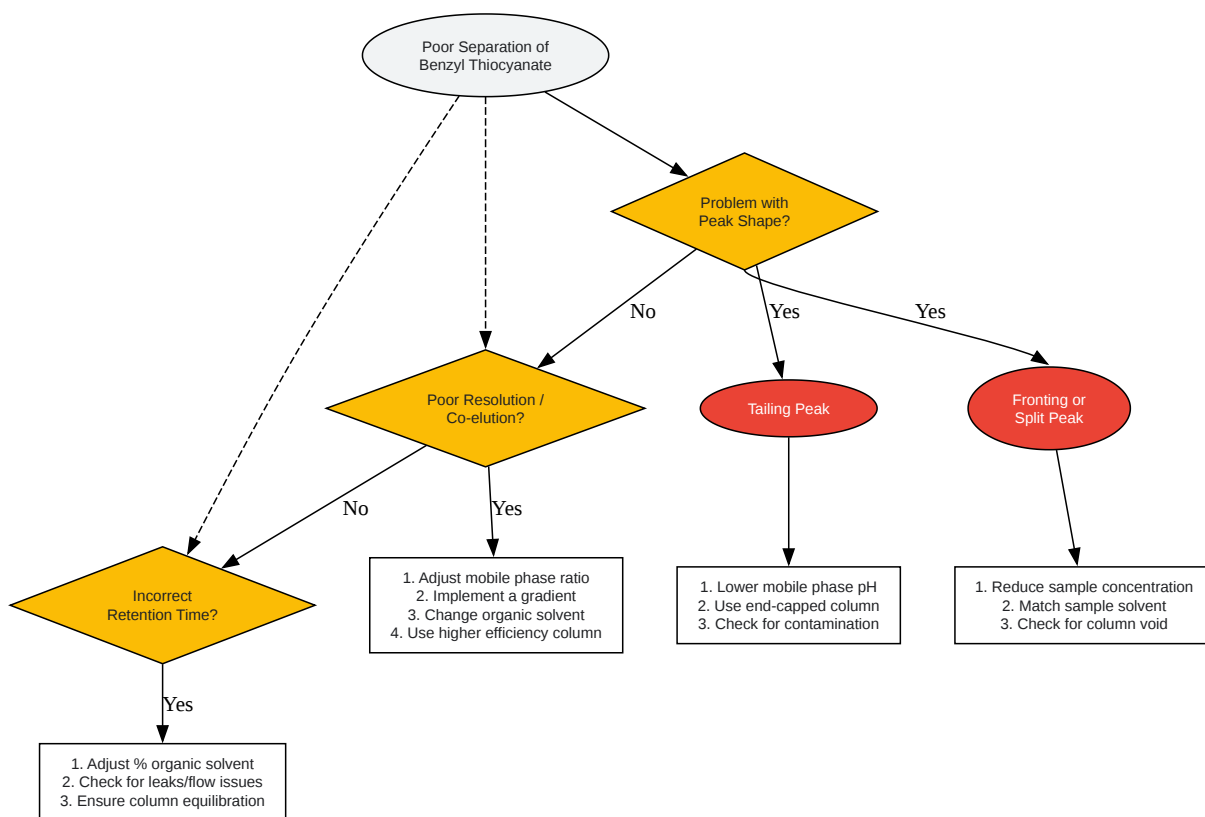 Poor Separation of
Benzyl Thiocyanate
Problem with
Peak Shape?
No
Yes
Yes
Poor Resolution /
Co-elution?
Tailing Peak
Fronting or
Split Peak
No
Yes
Incorrect
Retention Time?
1. Adjust mobile phase ratio
2. Implement a gradient
3. Change organic solvent
4. Use higher efficiency column
1. Lower mobile phase pH
2. Use end-capped column
3. Check for contamination
1. Reduce sample concentration
2. Match sample solvent
3. Check for column void
Yes
1. Adjust % organic solvent
2. Check for leaks/flow issues
3. Ensure column equilibration